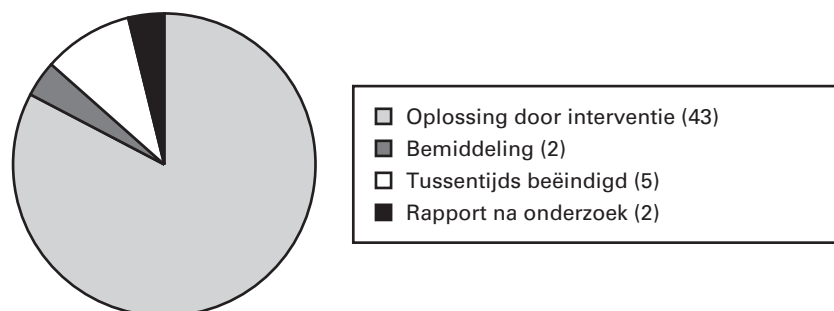 Oplossing door interventie (43)
Bemiddeling (2)
Tussentijds beëindigd (5)
Rapport na onderzoek (2)